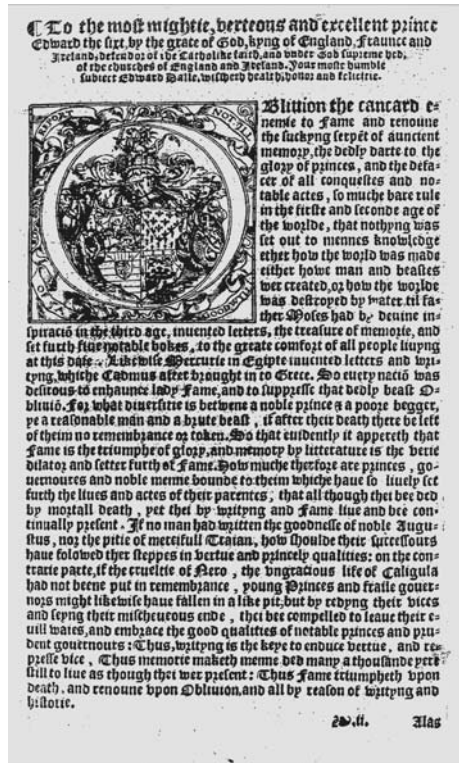 ¶To the most mightie, verteous and excellent prince
Edward the sixt, by the grace of God, kyng of England, Fraunce and
Ireland, defendor of the Catholike faith, and vnder God supreme hed,
of the churches of England and Ireland. Your most humble
subiect Edward Halle, wissheth health, honor and felicitie.
OBliuion the cancard e-
nemie to Fame and renoune
the suckyng serpēt of auncient
memory, the dedly darte to the
glory of princes, and the defa-
cer of all conquestes and no-
table actes, so muche bare rule
in the firste and seconde age of
the worlde, that nothyng was
set out to mennes knowledge
ether how the world was made
either howe man and beastes
wer created, or how the worlde
was destroyed by water, til fa-
ther Moses had by deuine in-
spiraciō in the third age, inuented letters, the treasure of memorie, and
set furth fiue notable bokes, to the greate comfort of all people liuyng
at this daie. Likewise Mercurie in Egipte inuented letters and wri-
tyng, whiche Cadmus after brought in to Grece. So euery naciō was
desirous to enhaunce lady Fame, and to suppresse that dedly beast O-
bliuiō. For what diuersitie is betwene a noble prince & a poore begger,
ye a reasonable man and a brute beast, if after their death there be left
of theim no remembrance or token. So that euidently it appereth that
Fame is the triumphe of glory, and memory by litterature is the verie
dilator and setter furth of Fame. How muche therfore are princes, go-
uernoures and noble menne bounde to theim whiche haue so liuely set
furth the liues and actes of their parentes, that all though thei bee ded
by mortall death, yet thei by writyng and Fame liue and bee con-
tinually present. If no man had written the goodnesse of noble Augu-
stus, nor the pitie of mercifull Traian, how shoulde their successours
haue folowed ther steppes in vertue and princely qualities: on the con-
trarie parte, if the crueltie of Nero, the vngracious life of Caligula
had not beene put in remembrance, young Princes and fraile gouer-
nors might likewise haue fallen in a like pit, but by redyng their vices
and seyng their mischeueous ende, thei bee compelled to leaue their e-
uill waies, and embrace the good qualities of notable princes and pru-
dent gouernours: Thus, writyng is the keye to enduce vertue, and re-
presse vice, Thus memorie maketh menne ded many a thousande yere
still to liue as though thei wer present: Thus Fame triumpheth vpon
death, and renoune vpon Obliuion, and all by reason of writyng and
historie.
.ii. Alas
REPORT
NOT ILL
OF A
GOODWILL